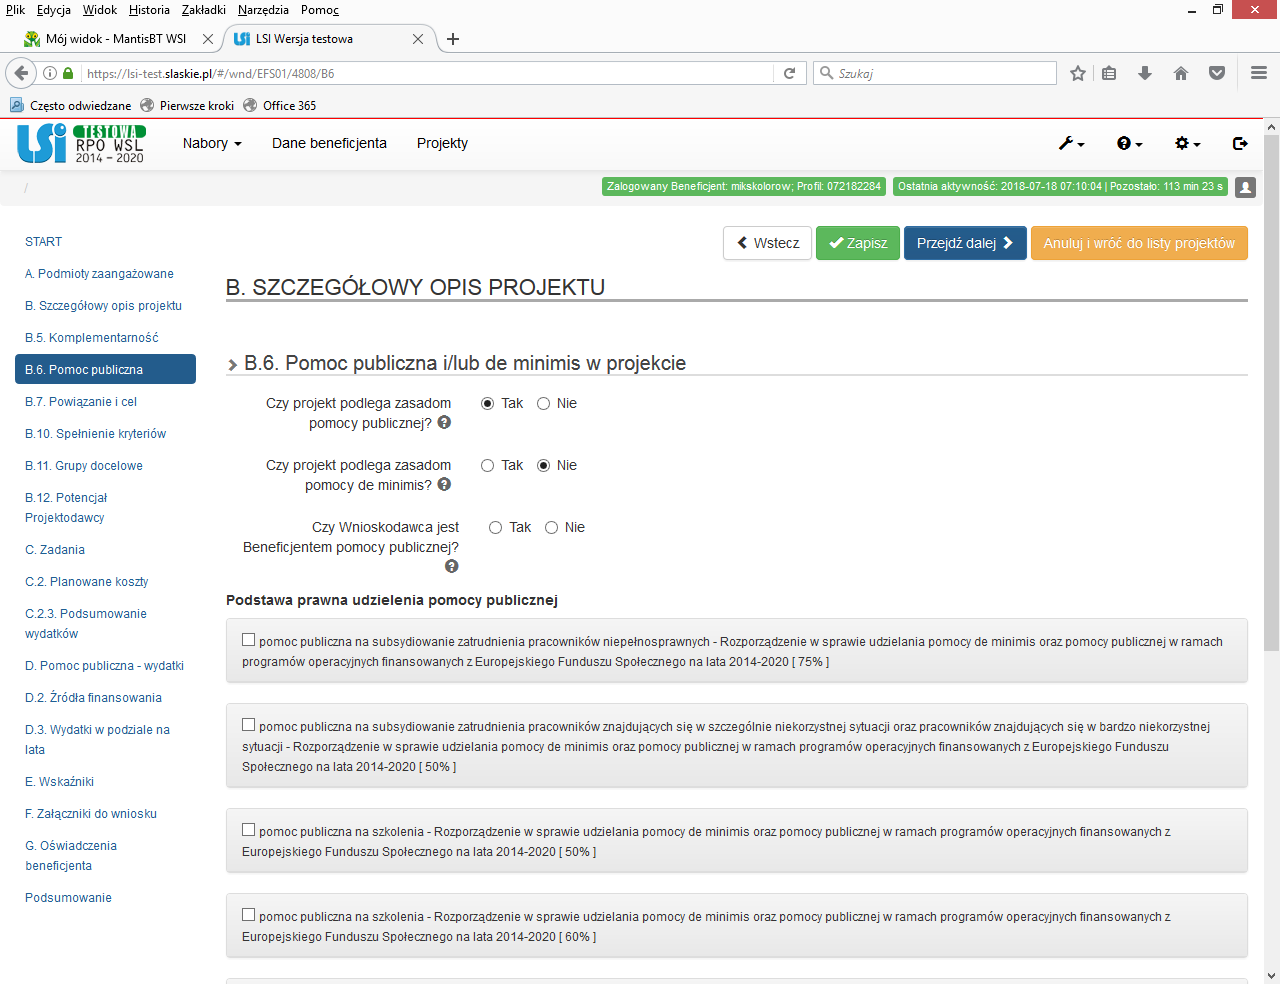 Plik Edycja Widok Historia Zakładki Narzędzia Pomoc
Mój widok - MantisBT WSI
LSI Wersja testowa
https://lsi-test.slaskie.pl/#/wnd/EFS01/4808/B6
Szukaj
Często odwiedzane Pierwsze kroki Office 365
LSi TESTOWA
RPO WSL
2014 – 2020
Nabory Dane beneficjenta Projekty
/
Zalogowany Beneficjent: mikskolorow; Profil: 072182284
Ostatnia aktywność: 2018-07-18 07:10:04 | Pozostało: 113 min 23 s
START
A. Podmioty zaangażowane
B. Szczegółowy opis projektu
B.5. Komplementarność
B.6. Pomoc publiczna
B.7. Powiązanie i cel
B.10. Spełnienie kryteriów
B.11. Grupy docelowe
B.12. Potencjał
Projektodawcy
C. Zadania
C.2. Planowane koszty
C.2.3. Podsumowanie
wydatków
D. Pomoc publiczna - wydatki
D.2. Źródła finansowania
D.3. Wydatki w podziale na
lata
E. Wskaźniki
F. Załączniki do wniosku
G. Oświadczenia
beneficjenta
Podsumowanie
Wstecz Zapisz Przejdź dalej Anuluj i wróć do listy projektów
B. SZCZEGÓŁOWY OPIS PROJEKTU
B.6. Pomoc publiczna i/lub de minimis w projekcie
Czy projekt podlega zasadom
pomocy publicznej?
Tak Nie
Czy projekt podlega zasadom
pomocy de minimis?
Tak Nie
Czy Wnioskodawca jest
Beneficjentem pomocy publicznej?
Tak Nie
Podstawa prawna udzielenia pomocy publicznej
pomoc publiczna na subsydiowanie zatrudnienia pracowników niepełnosprawnych - Rozporządzenie w sprawie udzielania pomocy de minimis oraz pomocy publicznej w ramach
programów operacyjnych finansowanych z Europejskiego Funduszu Społecznego na lata 2014-2020 [ 75% ]
pomoc publiczna na subsydiowanie zatrudnienia pracowników znajdujących się w szczególnie niekorzystnej sytuacji oraz pracowników znajdujących się w bardzo niekorzystnej
sytuacji - Rozporządzenie w sprawie udzielania pomocy de minimis oraz pomocy publicznej w ramach programów operacyjnych finansowanych z Europejskiego Funduszu
Społecznego na lata 2014-2020 [ 50% ]
pomoc publiczna na szkolenia - Rozporządzenie w sprawie udzielania pomocy de minimis oraz pomocy publicznej w ramach programów operacyjnych finansowanych z
Europejskiego Funduszu Społecznego na lata 2014-2020 [ 50% ]
pomoc publiczna na szkolenia - Rozporządzenie w sprawie udzielania pomocy de minimis oraz pomocy publicznej w ramach programów operacyjnych finansowanych z
Europejskiego Funduszu Społecznego na lata 2014-2020 [ 60% ]